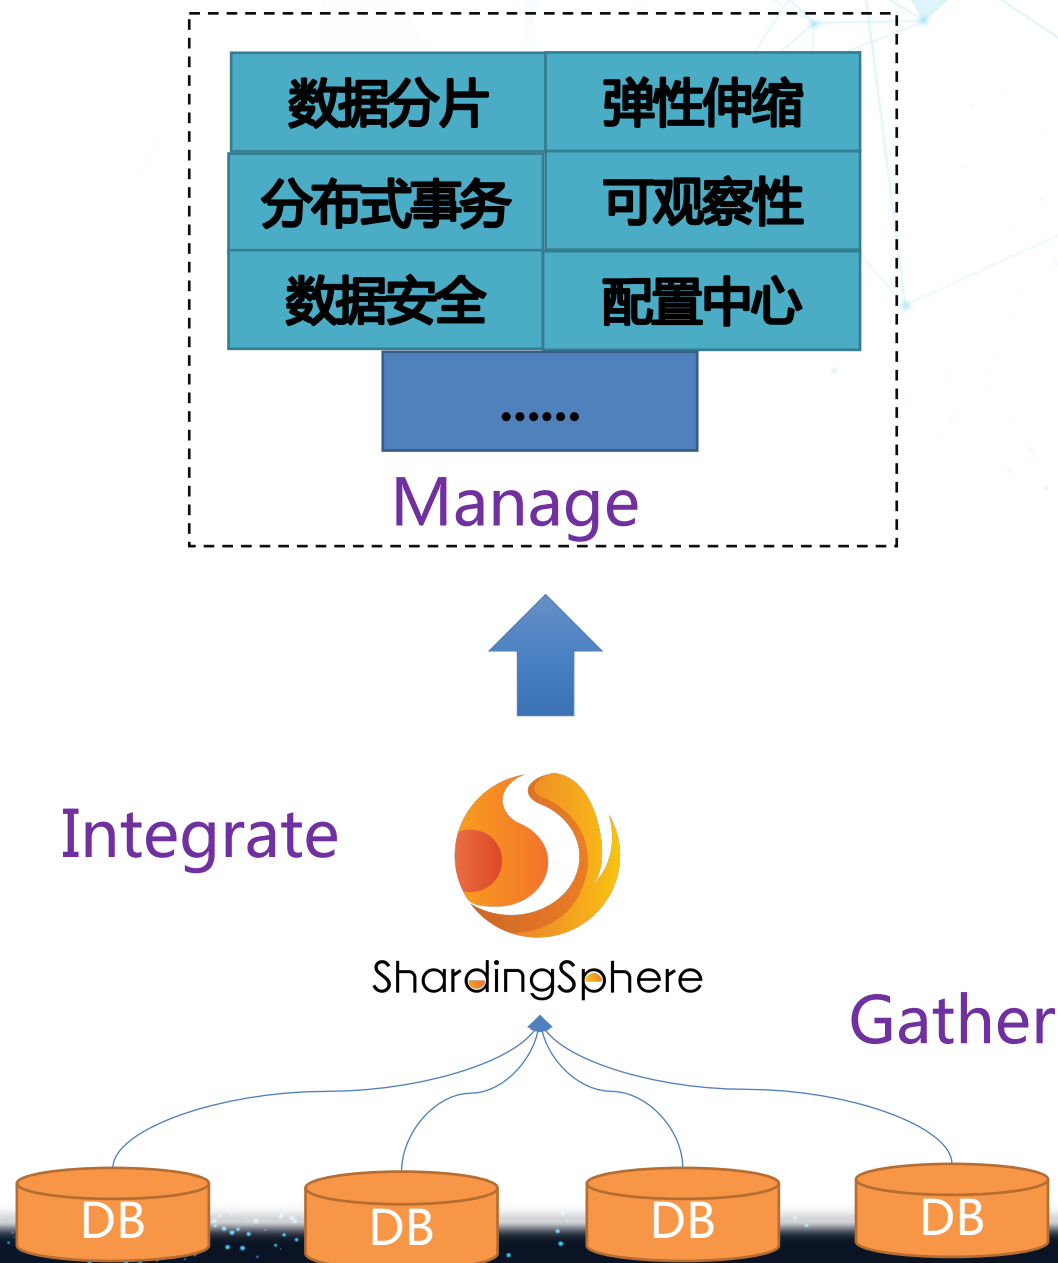 数据分片 弹性伸缩
分布式事务 可观察性
数据安全 配置中心
······
Manage
Integrate
ShardingSphere
Gather
DB DB DB DB